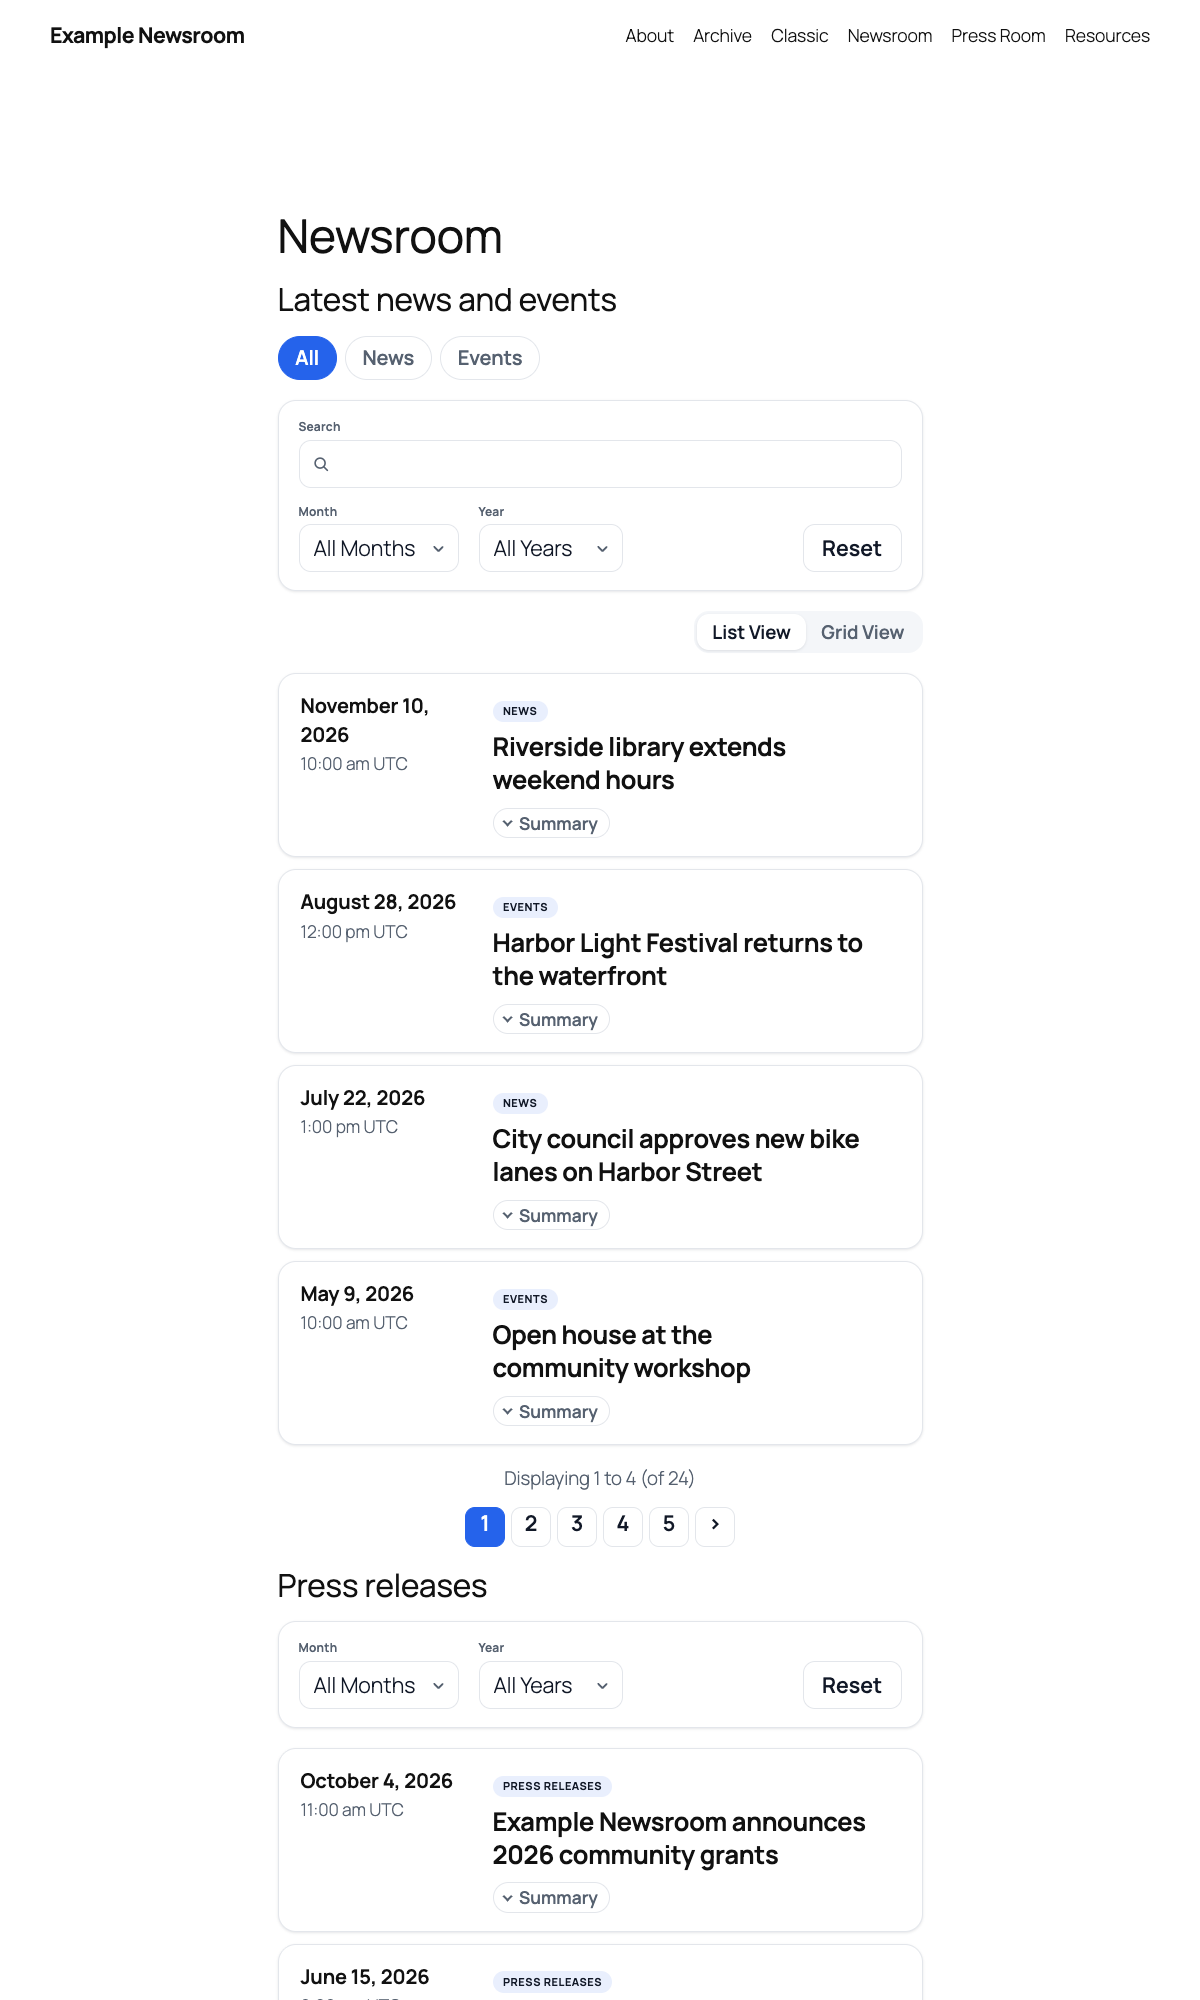 Example Newsroom
About Archive Classic Newsroom Press Room Resources
Newsroom
Latest news and events
All News Events
Search
Month Year
All Months All Years Reset
List View Grid View
November 10,
2026
10:00 am UTC
NEWS
Riverside library extends
weekend hours
Summary
August 28, 2026
12:00 pm UTC
EVENTS
Harbor Light Festival returns to
the waterfront
Summary
July 22, 2026
1:00 pm UTC
NEWS
City council approves new bike
lanes on Harbor Street
Summary
May 9, 2026
10:00 am UTC
EVENTS
Open house at the
community workshop
Summary
Displaying 1 to 4 (of 24)
1 2 3 4 5 ›
Press releases
Month Year
All Months All Years Reset
October 4, 2026
11:00 am UTC
PRESS RELEASES
Example Newsroom announces
2026 community grants
Summary
June 15, 2026
PRESS RELEASES